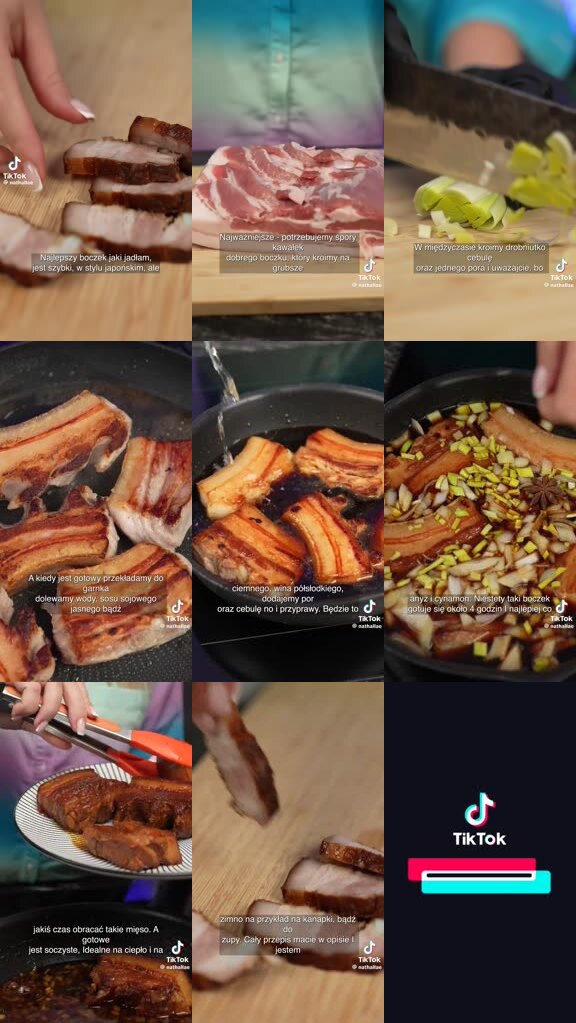 TikTok
nathaliae
Najlepszy boczek jaki jadłam,
jest szybki, w stylu japońskim, ale
Najważniejsze - potrzebujemy spory
kawałek
dobrego boczku, który kroimy na
grubsze
TikTok
nathaliae
W międzyczasie kroimy drobniutko
cebulę
oraz jednego pora i uważajcie, bo
TikTok
nathaliae
A kiedy jest gotowy przekładamy do
garnka
dolewamy wody, sosu sojowego
jasnego bądź
TikTok
nathaliae
ciemnego, wina półsłodkiego,
dodajemy por
oraz cebulę no i przyprawy. Będzie to
TikTok
nathaliae
anyż i cynamon. Niestety taki boczek
gotuje się około 4 godzin I najlepiej co
TikTok
nathaliae
jakiś czas obracać takie mięso. A
gotowe
jest soczyste, Idealne na ciepło i na
TikTok
nathaliae
zimno na przykład na kanapki, bądź
do
zupy. Cały przepis macie w opisie I
jestem
TikTok
nathaliae
TikTok